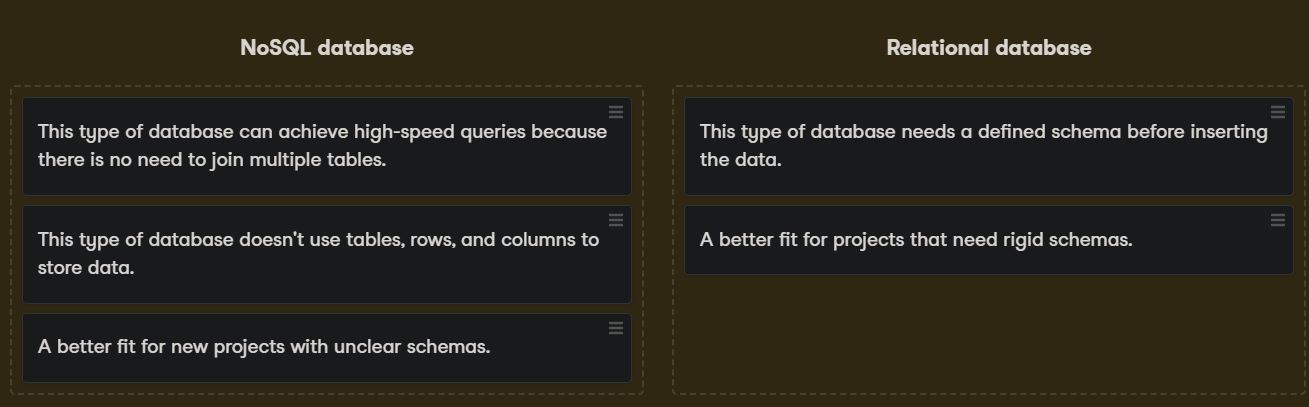 NoSQL database
This type of database can achieve high-speed queries because
there is no need to join multiple tables.
This type of database doesn't use tables, rows, and columns to
store data.
A better fit for new projects with unclear schemas.
Relational database
This type of database needs a defined schema before inserting
the data.
A better fit for projects that need rigid schemas.